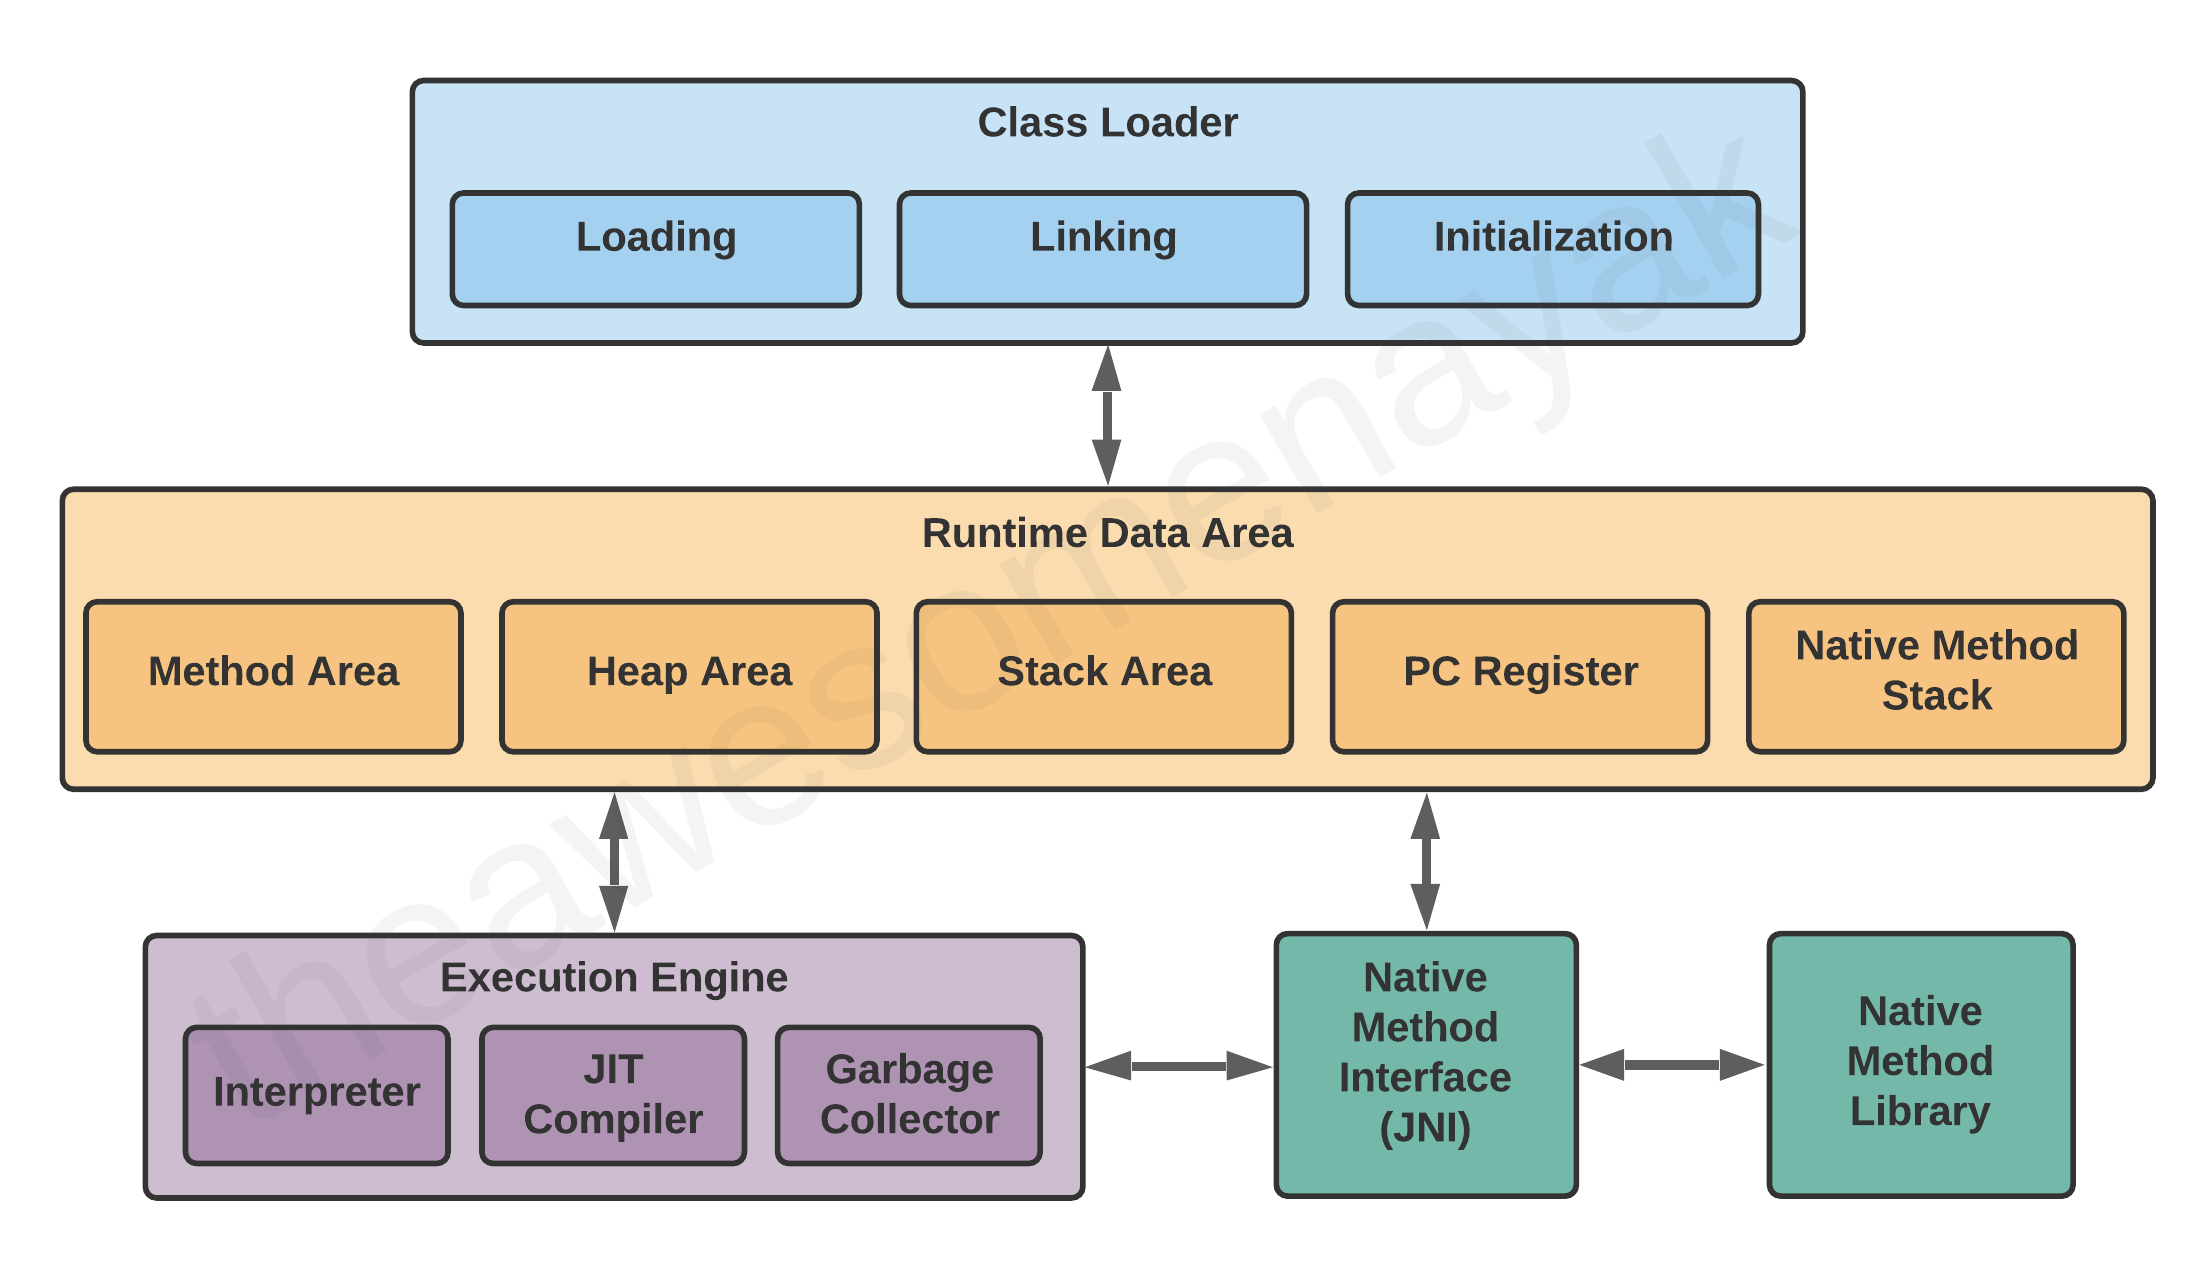 Class Loader
Loading
Linking
Initialization
Runtime Data Area
Method Area
Heap Area
Stack Area
PC Register
Native Method
Stack
Execution Engine
Interpreter
JIT
Compiler
Garbage
Collector
Native
Method
Interface
(JNI)
Native
Method
Library
theawesomenayak